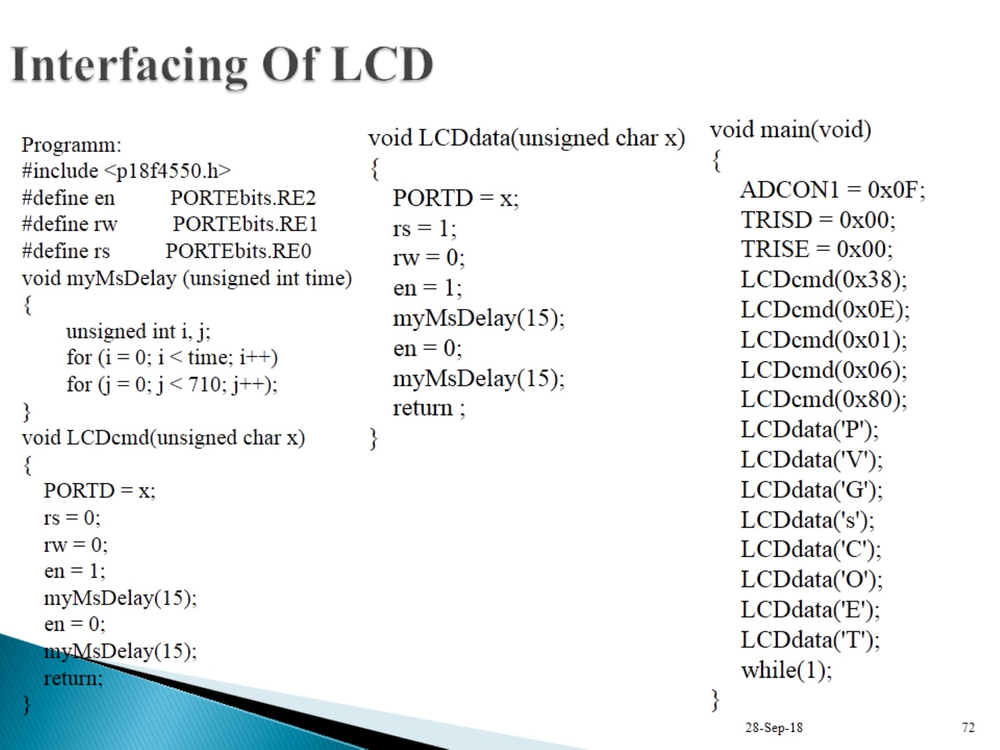 Interfacing Of LCD
Programm:
#include <p18f4550.h>
#define en PORTEbits.RE2
#define rw PORTEbits.RE1
#define rs PORTEbits.RE0
void myMsDelay (unsigned int time)
{
unsigned int i, j;
for (i = 0; i < time; i++)
for (j = 0; j < 710; j++);
}
void LCDcmd(unsigned char x)
{
PORTD = x;
rs = 0;
rw = 0;
en = 1;
myMsDelay(15);
en = 0;
myMsDelay(15);
return;
}
void LCDdata(unsigned char x)
{
PORTD = x;
rs = 1;
rw = 0;
en = 1;
myMsDelay(15);
en = 0;
myMsDelay(15);
return ;
}
void main(void)
{
ADCON1 = 0x0F;
TRISD = 0x00;
TRISE = 0x00;
LCDcmd(0x38);
LCDcmd(0x0E);
LCDcmd(0x01);
LCDcmd(0x06);
LCDcmd(0x80);
LCDdata('P');
LCDdata('V');
LCDdata('G');
LCDdata('s');
LCDdata('C');
LCDdata('O');
LCDdata('E');
LCDdata('T');
while(1);
}
28-Sep-18
72